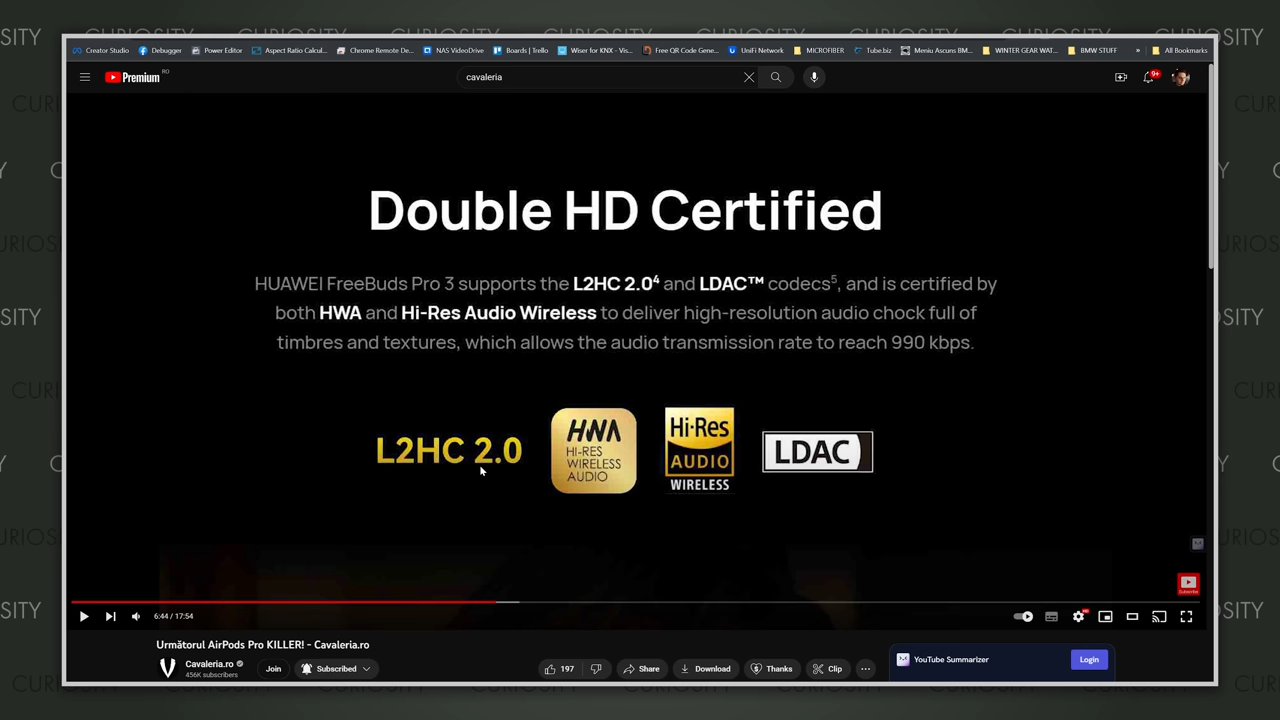 CURIOSITY CURIOSITY CURIOSITY CURIOSITY
Creator Studio Debugger Power Editor Aspect Ratio Calcul... Chrome Remote De... NAS VideoDrive Boards | Trello Wiser for KNX - Vis... Free QR Code Gene... UniFi Network MICROFIBER Tube.biz Meniu Ascuns BM... WINTER GEAR WAT... BMW STUFF » All Bookmarks
Premium RO cavaleria 9+
Double HD Certified
HUAWEI FreeBuds Pro 3 supports the L2HC 2.0⁴ and LDAC™ codecs⁵, and is certified by
both HWA and Hi-Res Audio Wireless to deliver high-resolution audio chock full of
timbres and textures, which allows the audio transmission rate to reach 990 kbps.
L2HC 2.0
HWA
HI-RES
WIRELESS
AUDIO
Hi-Res
AUDIO
WIRELESS
LDAC
Subscribe
6:44 / 17:54
HD
Următorul AirPods Pro KILLER! - Cavaleria.ro
Cavaleria.ro
456K subscribers
Join Subscribed 197 Share Download Thanks Clip ...
YouTube Summarizer Login